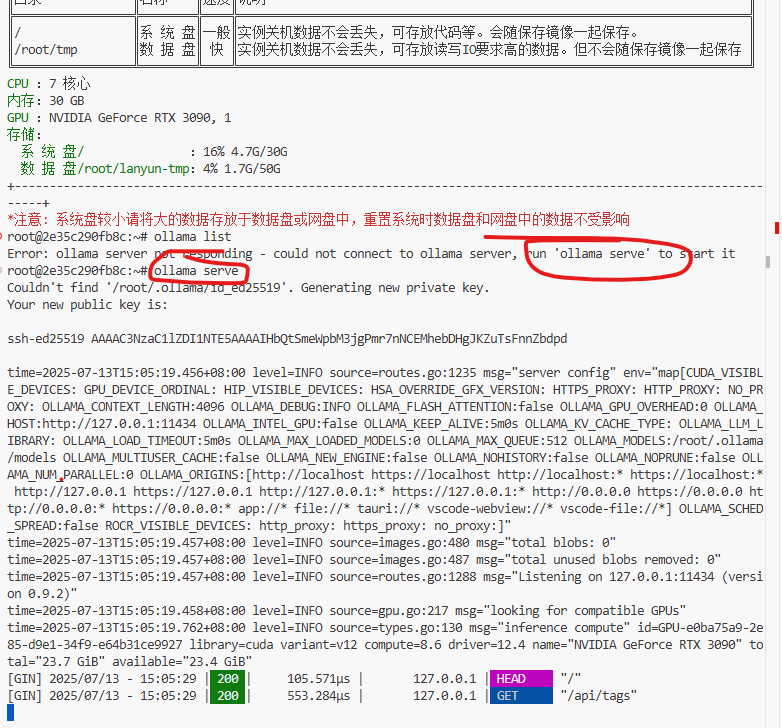 目录 名称 速度 说明
/ 系 统 盘 一般 实例关机数据不会丢失，可存放代码等。会随保存镜像一起保存。
/root/tmp 数 据 盘 快 实例关机数据不会丢失，可存放读写IO要求高的数据。但不会随保存镜像一起保存
CPU : 7 核心
内存: 30 GB
GPU : NVIDIA GeForce RTX 3090, 1
存储:
系 统 盘/ : 16% 4.7G/30G
数 据 盘/root/lanyun-tmp: 4% 1.7G/50G
+----------------------------------------------------------------------------------------------------
-----+
*注意: 系统盘较小请将大的数据存放于数据盘或网盘中，重置系统时数据盘和网盘中的数据不受影响
root@2e35c290fb8c:~# ollama list
Error: ollama server not responding - could not connect to ollama server, run 'ollama serve' to start it
root@2e35c290fb8c:~# ollama serve
Couldn't find '/root/.ollama/id_ed25519'. Generating new private key.
Your new public key is:
ssh-ed25519 AAAAC3NzaC1lZDI1NTE5AAAAIHbQtSmeWpbM3jgPmr7nNCEMhebDHgJKZuTsFnnZbdpd
time=2025-07-13T15:05:19.456+08:00 level=INFO source=routes.go:1235 msg="server config" env="map[CUDA_VISIBL
E_DEVICES: GPU_DEVICE_ORDINAL: HIP_VISIBLE_DEVICES: HSA_OVERRIDE_GFX_VERSION: HTTPS_PROXY: HTTP_PROXY: NO_PR
OXY: OLLAMA_CONTEXT_LENGTH:4096 OLLAMA_DEBUG:INFO OLLAMA_FLASH_ATTENTION:false OLLAMA_GPU_OVERHEAD:0 OLLAMA_
HOST:http://127.0.0.1:11434 OLLAMA_INTEL_GPU:false OLLAMA_KEEP_ALIVE:5m0s OLLAMA_KV_CACHE_TYPE: OLLAMA_LLM_L
IBRARY: OLLAMA_LOAD_TIMEOUT:5m0s OLLAMA_MAX_LOADED_MODELS:0 OLLAMA_MAX_QUEUE:512 OLLAMA_MODELS:/root/.ollama
/models OLLAMA_MULTIUSER_CACHE:false OLLAMA_NEW_ENGINE:false OLLAMA_NOHISTORY:false OLLAMA_NOPRUNE:false OLL
AMA_NUM_PARALLEL:0 OLLAMA_ORIGINS:[http://localhost https://localhost http://localhost:* https://localhost:*
http://127.0.0.1 https://127.0.0.1 http://127.0.0.1:* https://127.0.0.1:* http://0.0.0.0 https://0.0.0.0 ht
tp://0.0.0.0:* https://0.0.0.0:* app://* file://* tauri://* vscode-webview://* vscode-file://*] OLLAMA_SCHED
_SPREAD:false ROCR_VISIBLE_DEVICES: http_proxy: https_proxy: no_proxy:]"
time=2025-07-13T15:05:19.457+08:00 level=INFO source=images.go:480 msg="total blobs: 0"
time=2025-07-13T15:05:19.457+08:00 level=INFO source=images.go:487 msg="total unused blobs removed: 0"
time=2025-07-13T15:05:19.457+08:00 level=INFO source=routes.go:1288 msg="Listening on 127.0.0.1:11434 (versi
on 0.9.2)"
time=2025-07-13T15:05:19.458+08:00 level=INFO source=gpu.go:217 msg="looking for compatible GPUs"
time=2025-07-13T15:05:19.762+08:00 level=INFO source=types.go:130 msg="inference compute" id=GPU-e0ba75a9-2e
85-d9e1-34f9-e64b31ce9927 library=cuda variant=v12 compute=8.6 driver=12.4 name="NVIDIA GeForce RTX 3090" to
tal="23.7 GiB" available="23.4 GiB"
[GIN] 2025/07/13 - 15:05:29 | 200 | 105.571µs | 127.0.0.1 | HEAD "/"
[GIN] 2025/07/13 - 15:05:29 | 200 | 553.284µs | 127.0.0.1 | GET "/api/tags"